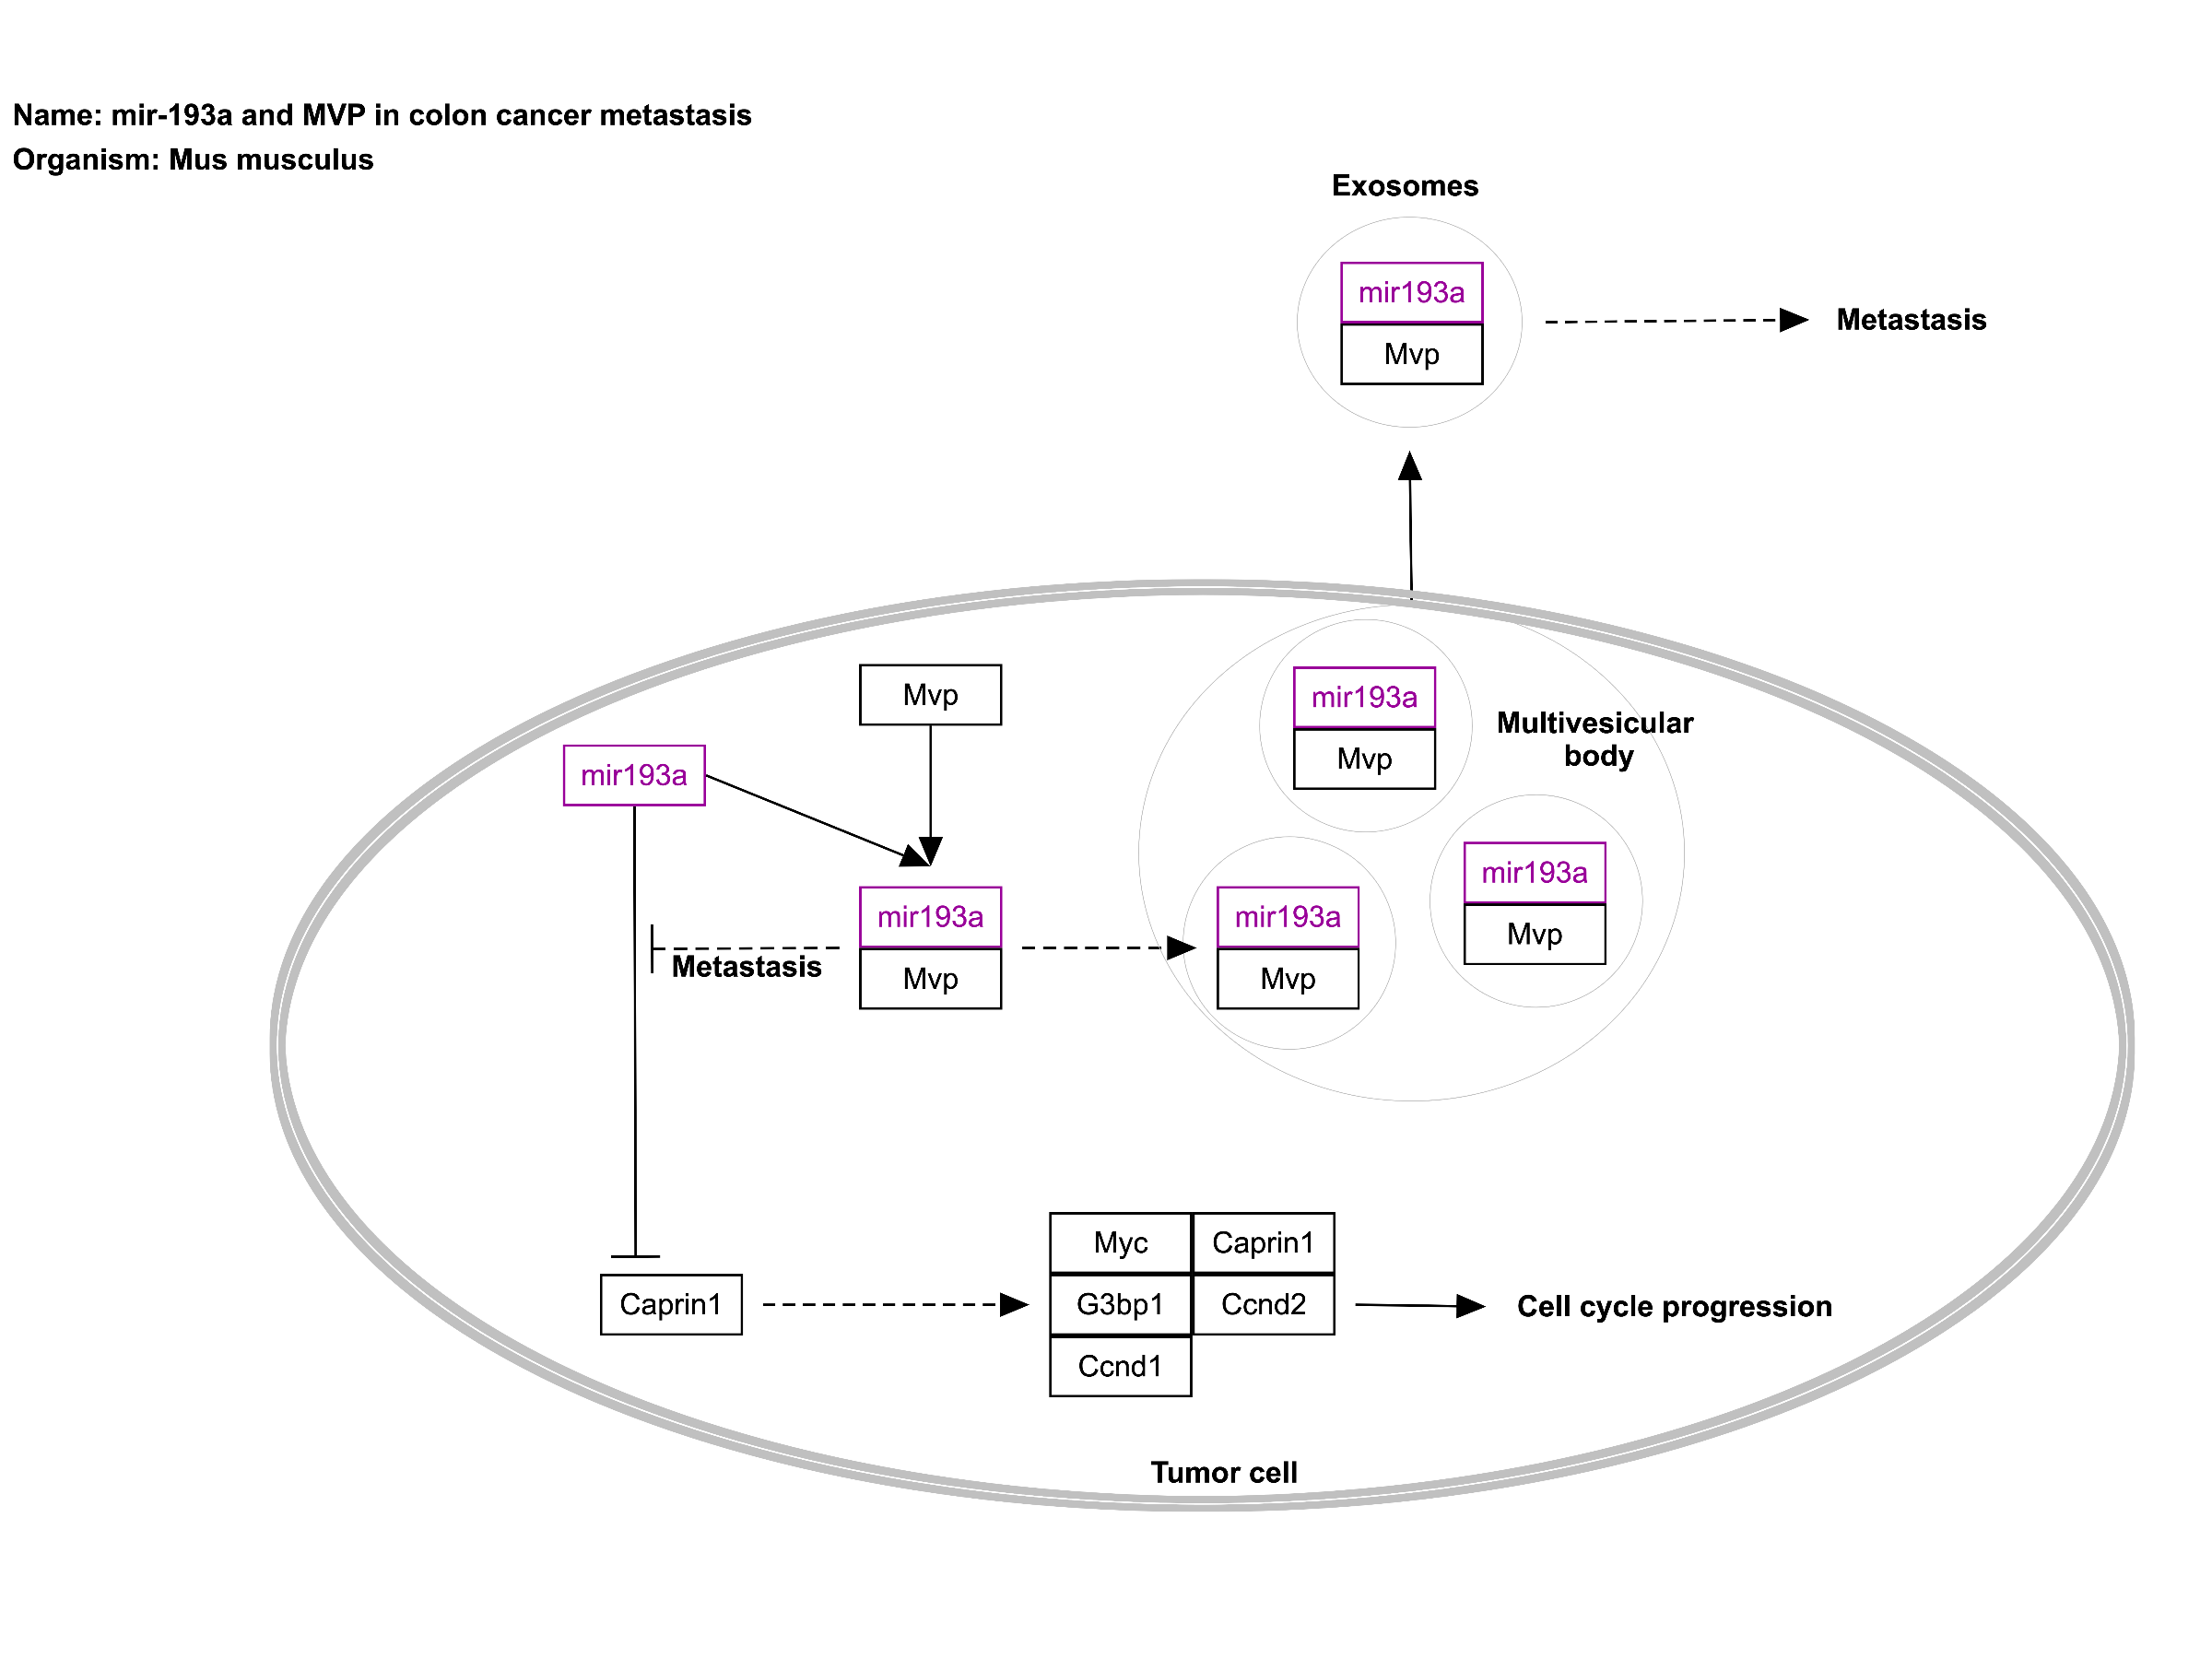 Name: mir-193a and MVP in colon cancer metastasis
Organism: Mus musculus
Exosomes
mir193a
Mvp
Metastasis
Mvp
mir193a
mir193a
Mvp
Multivesicular
body
mir193a
Mvp
Metastasis
mir193a
Mvp
mir193a
Mvp
Caprin1
Myc
Caprin1
G3bp1
Ccnd2
Ccnd1
Cell cycle progression
Tumor cell